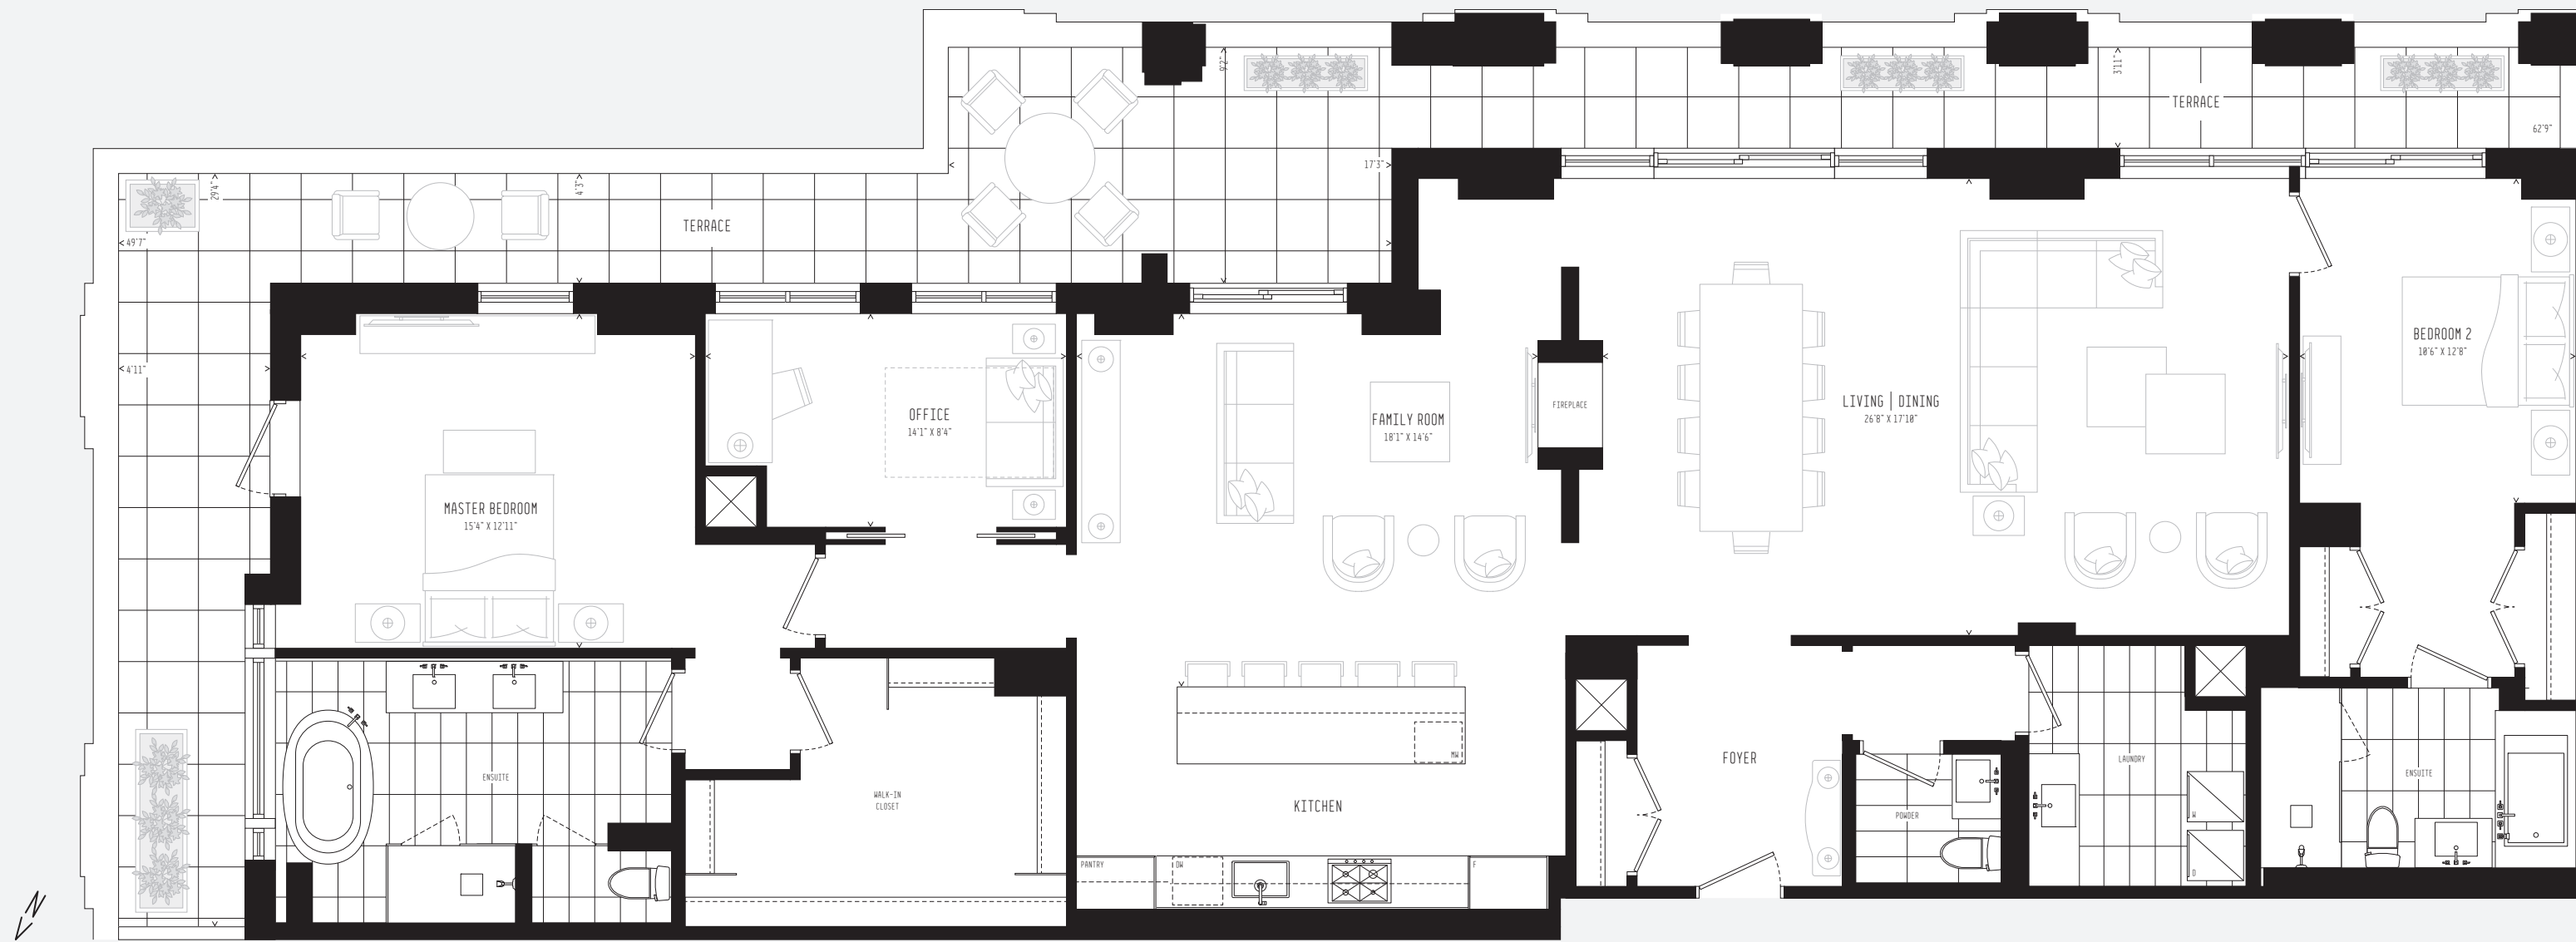 9'2"
3'11"
TERRACE
62'9"
17'3"
29'4"
4'3"
TERRACE
49'7"
4'11"
BEDROOM 2
10'6" X 12'8"
LIVING | DINING
26'8" X 17'10"
FIREPLACE
FAMILY ROOM
18'1" X 14'6"
OFFICE
14'1" X 8'4"
MASTER BEDROOM
15'4" X 12'11"
MW
FOYER
LAUNDRY
ENSUITE
ENSUITE
WALK-IN
CLOSET
KITCHEN
POWDER
W
PANTRY
DW
F
D
N